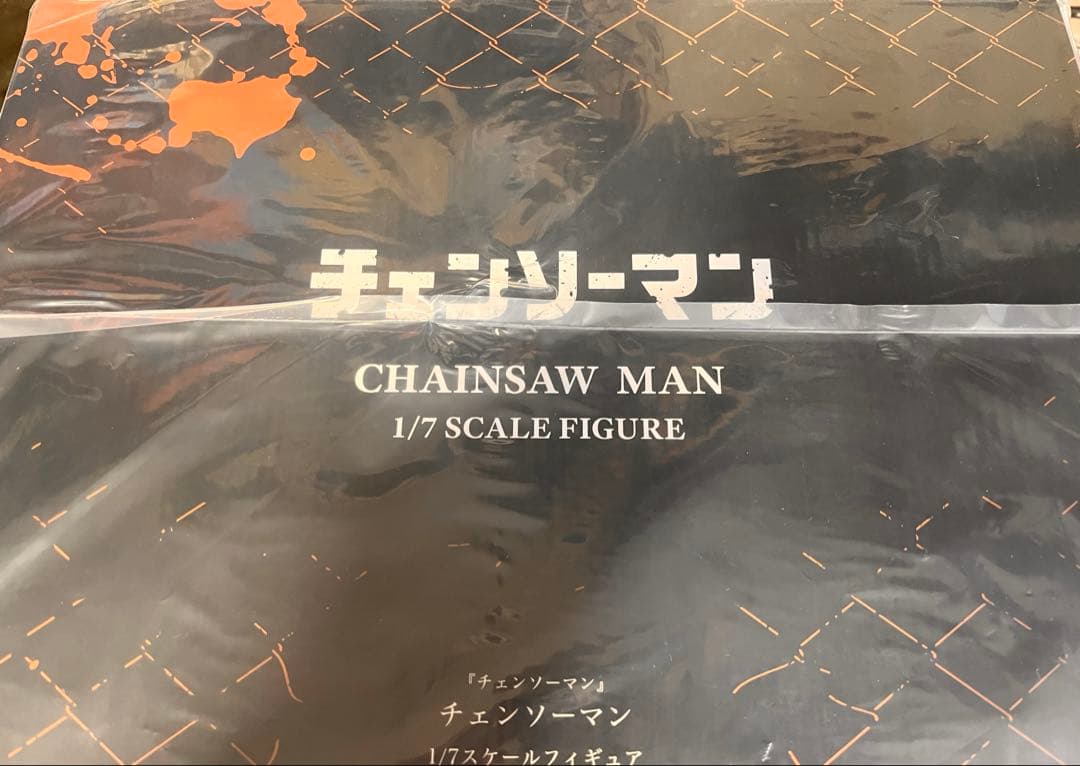 チェンソーマン
CHAINSAW MAN
1/7 SCALE FIGURE
『チェンソーマン』
チェンソーマン
1/7スケールフィギュア